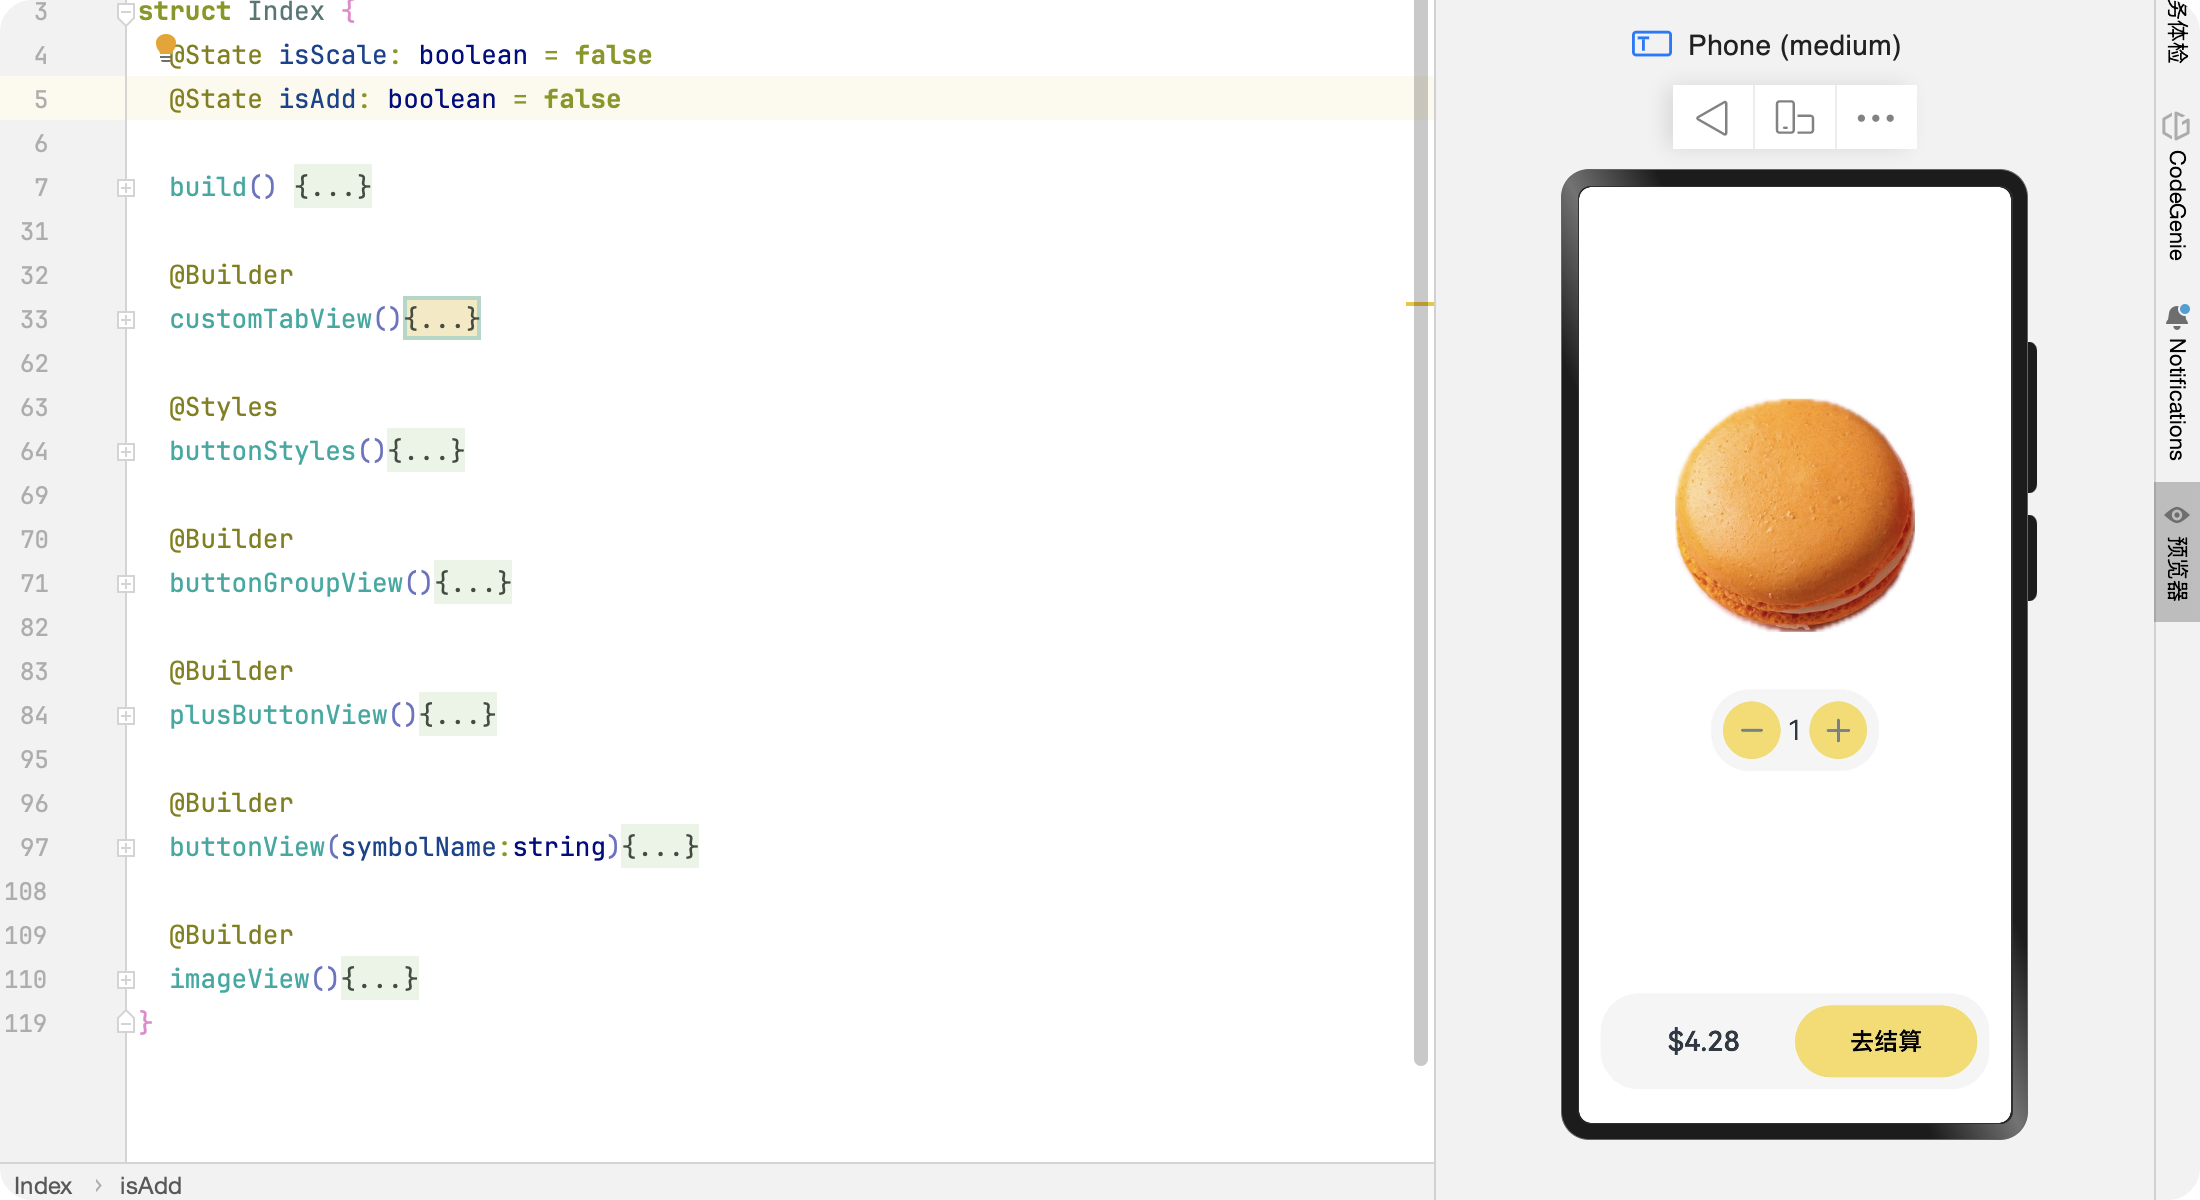 3 struct Index {
4 @State isScale: boolean = false
5 @State isAdd: boolean = false
6
7 build() {...}
31
32 @Builder
33 customTabView(){...}
62
63 @Styles
64 buttonStyles(){...}
69
70 @Builder
71 buttonGroupView(){...}
82
83 @Builder
84 plusButtonView(){...}
95
96 @Builder
97 buttonView(symbolName:string){...}
108
109 @Builder
110 imageView(){...}
119 }
Index › isAdd
Phone (medium)
1
$4.28
去结算
务体检
CodeGenie
Notifications
预览器